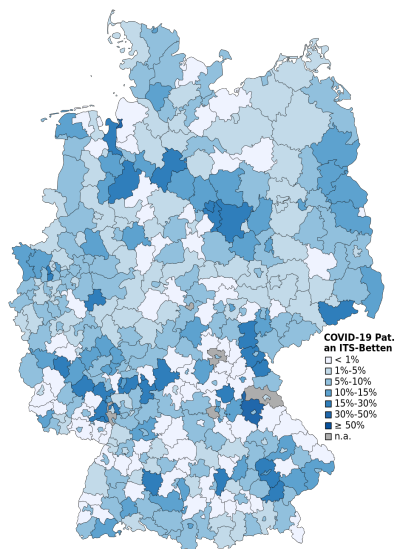 COVID-19 Pat.
an ITS-Betten
< 1%
1%-5%
5%-10%
10%-15%
15%-30%
30%-50%
≥ 50%
n.a.